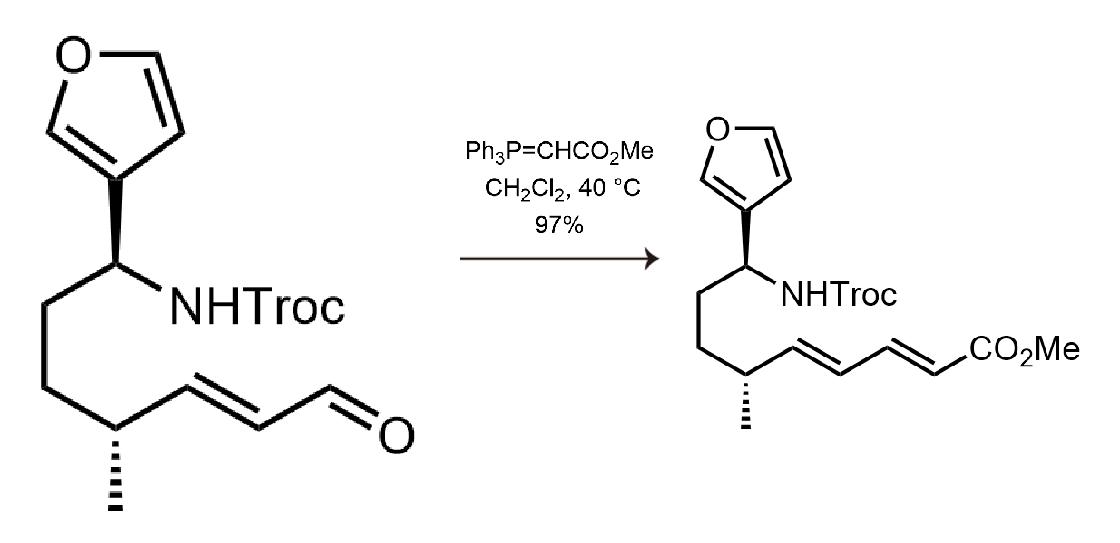 O
NHTroc
O
Ph₃P=CHCO₂Me
CH₂Cl₂, 40 °C
97%
O
NHTroc
CO₂Me